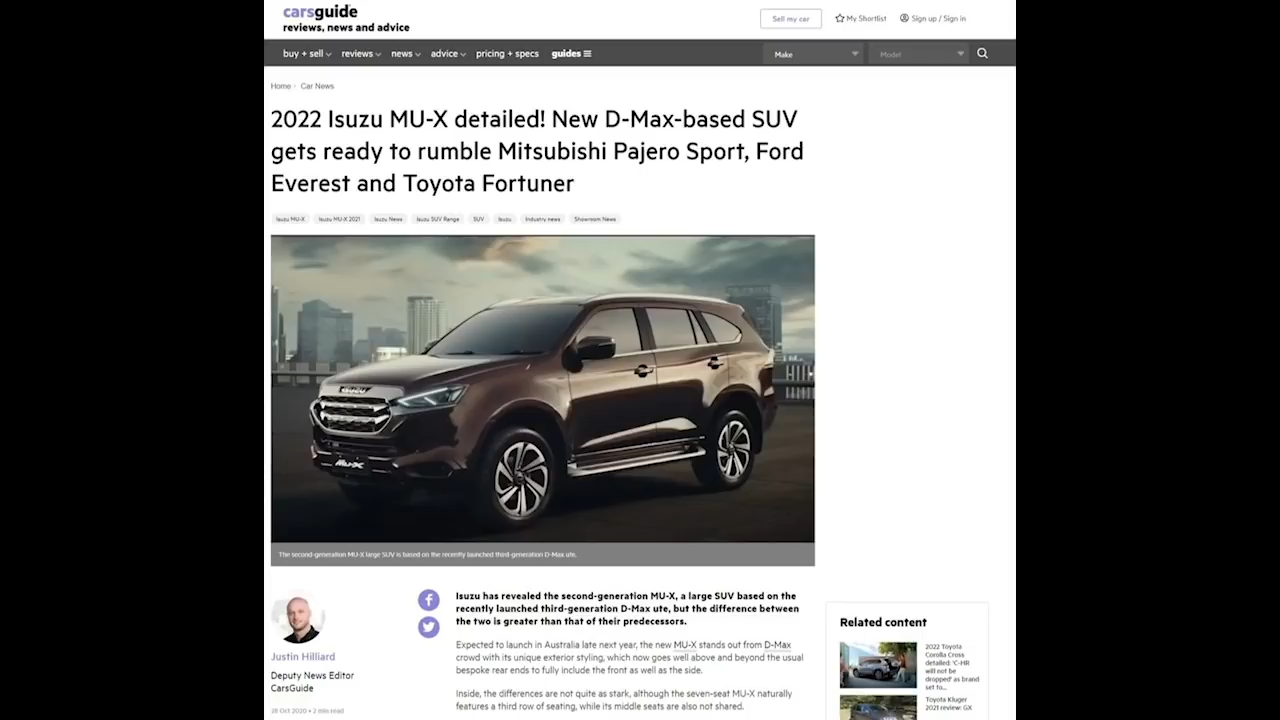 carsguide
reviews, news and advice
Sell my car
My Shortlist
Sign up / Sign in
buy + sell
reviews
news
advice
pricing + specs
guides
Make
Model
Home
Car News
2022 Isuzu MU-X detailed! New D-Max-based SUV
gets ready to rumble Mitsubishi Pajero Sport, Ford
Everest and Toyota Fortuner
Isuzu MU-X
Isuzu MU-X 2021
Isuzu News
Isuzu SUV Range
SUV
Isuzu
Industry news
Showroom News
ISUZU
MU-X
The second-generation MU-X large SUV is based on the recently launched third-generation D-Max ute.
Justin Hilliard
Deputy News Editor
CarsGuide
28 Oct 2020 • 2 min read
Isuzu has revealed the second-generation MU-X, a large SUV based on the
recently launched third-generation D-Max ute, but the difference between
the two is greater than that of their predecessors.
Expected to launch in Australia late next year, the new MU-X stands out from D-Max
crowd with its unique exterior styling, which now goes well above and beyond the usual
bespoke rear ends to fully include the front as well as the side.
Inside, the differences are not quite as stark, although the seven-seat MU-X naturally
features a third row of seating, while its middle seats are also not shared.
Related content
2022 Toyota
Corolla Cross
detailed: 'C-HR
will not be
dropped' as brand
set to...
Toyota Kluger
2021 review: GX